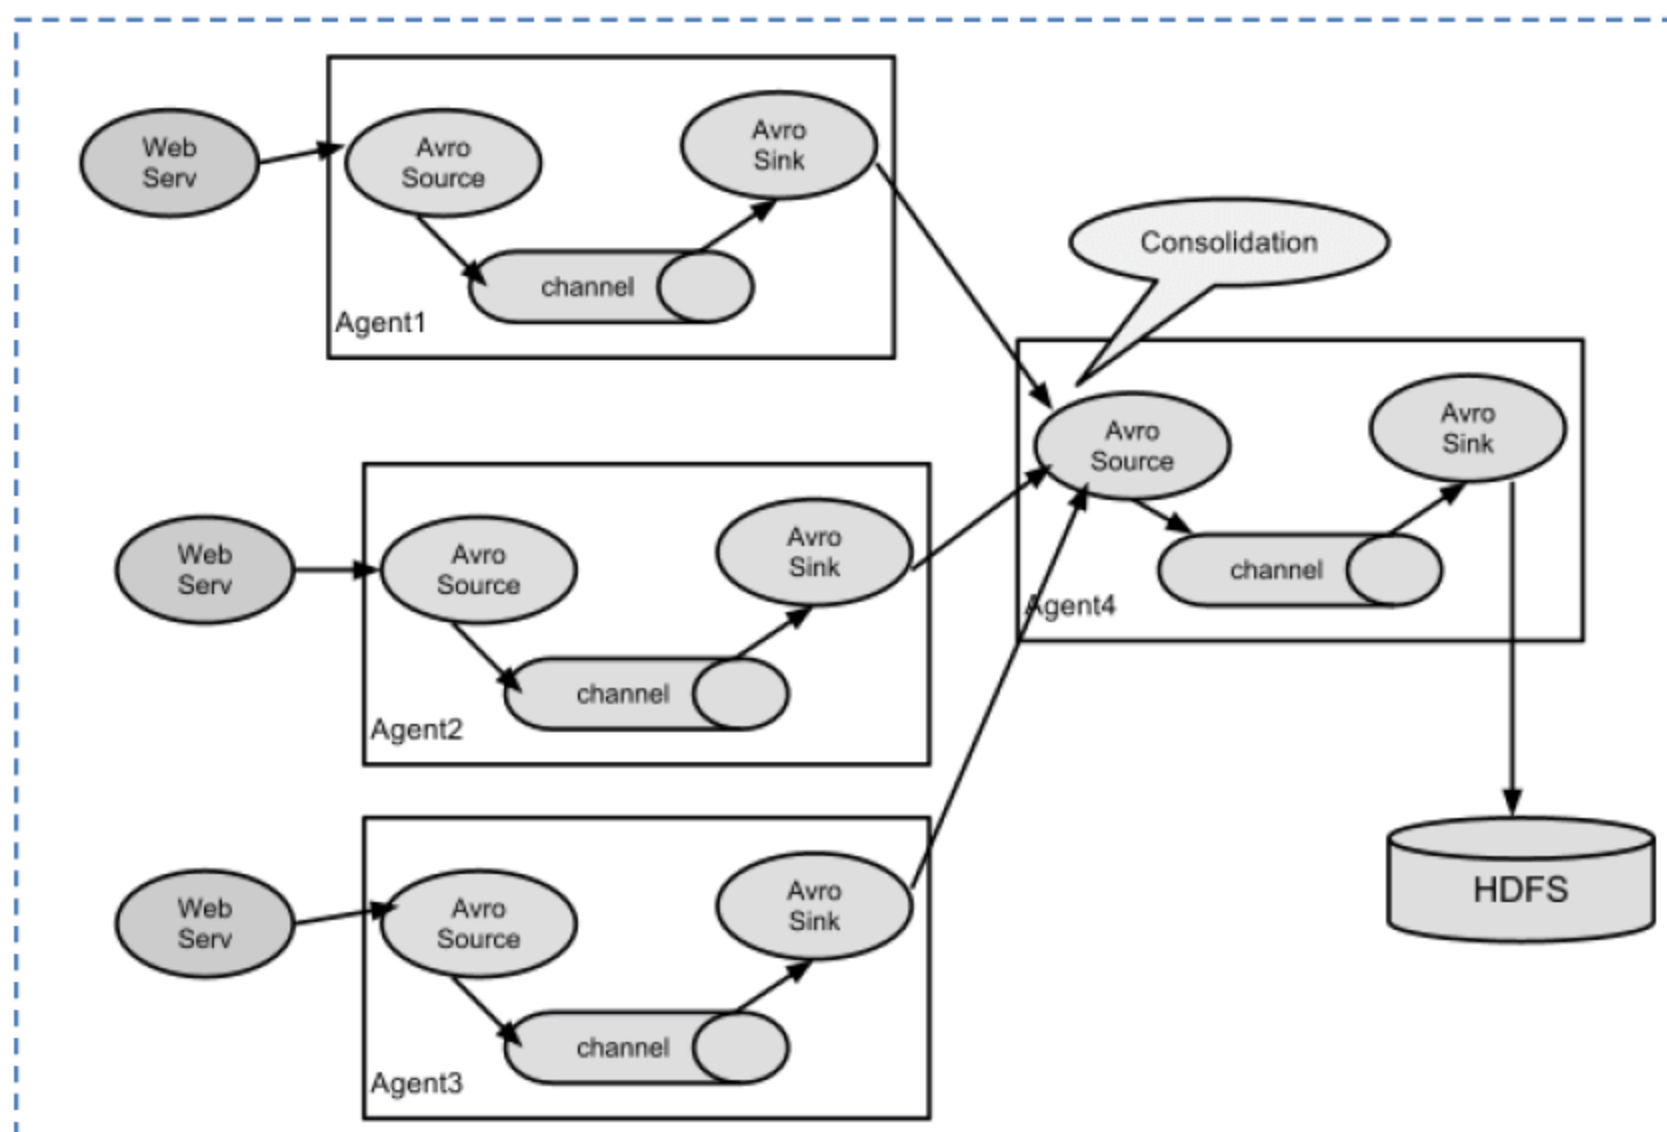 Web
Serv
Avro
Source
Avro
Sink
channel
Agent1
Consolidation
Web
Serv
Avro
Source
Avro
Sink
channel
Agent2
Avro
Source
Avro
Sink
channel
Agent4
Web
Serv
Avro
Source
Avro
Sink
channel
Agent3
HDFS